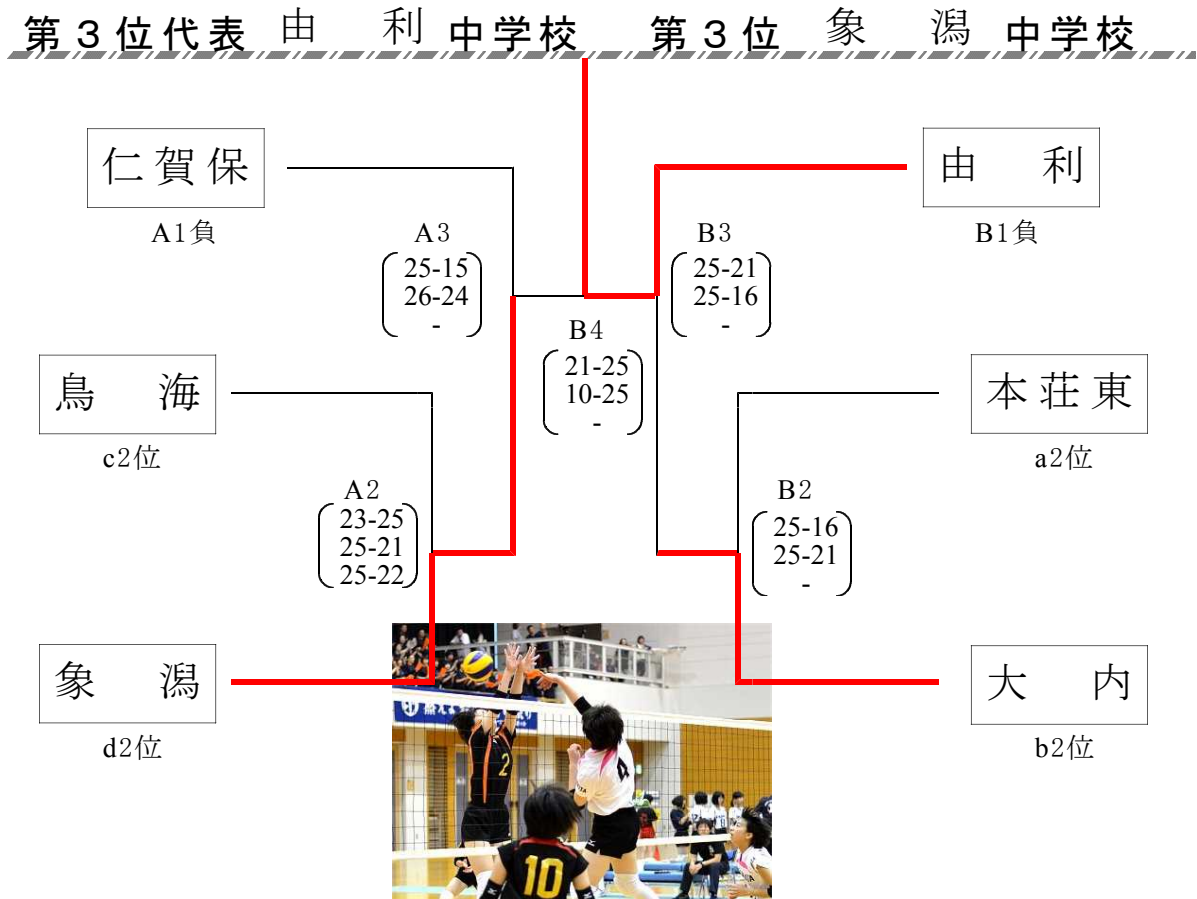 第３位代表 由　利 中学校　第３位 象　潟 中学校
仁賀保
A1負
由　利
B1負
A3
25-15
26-24
-
B3
25-21
25-16
-
B4
21-25
10-25
-
鳥　海
c2位
本荘東
a2位
A2
23-25
25-21
25-22
B2
25-16
25-21
-
象　潟
d2位
大　内
b2位
2
4
10